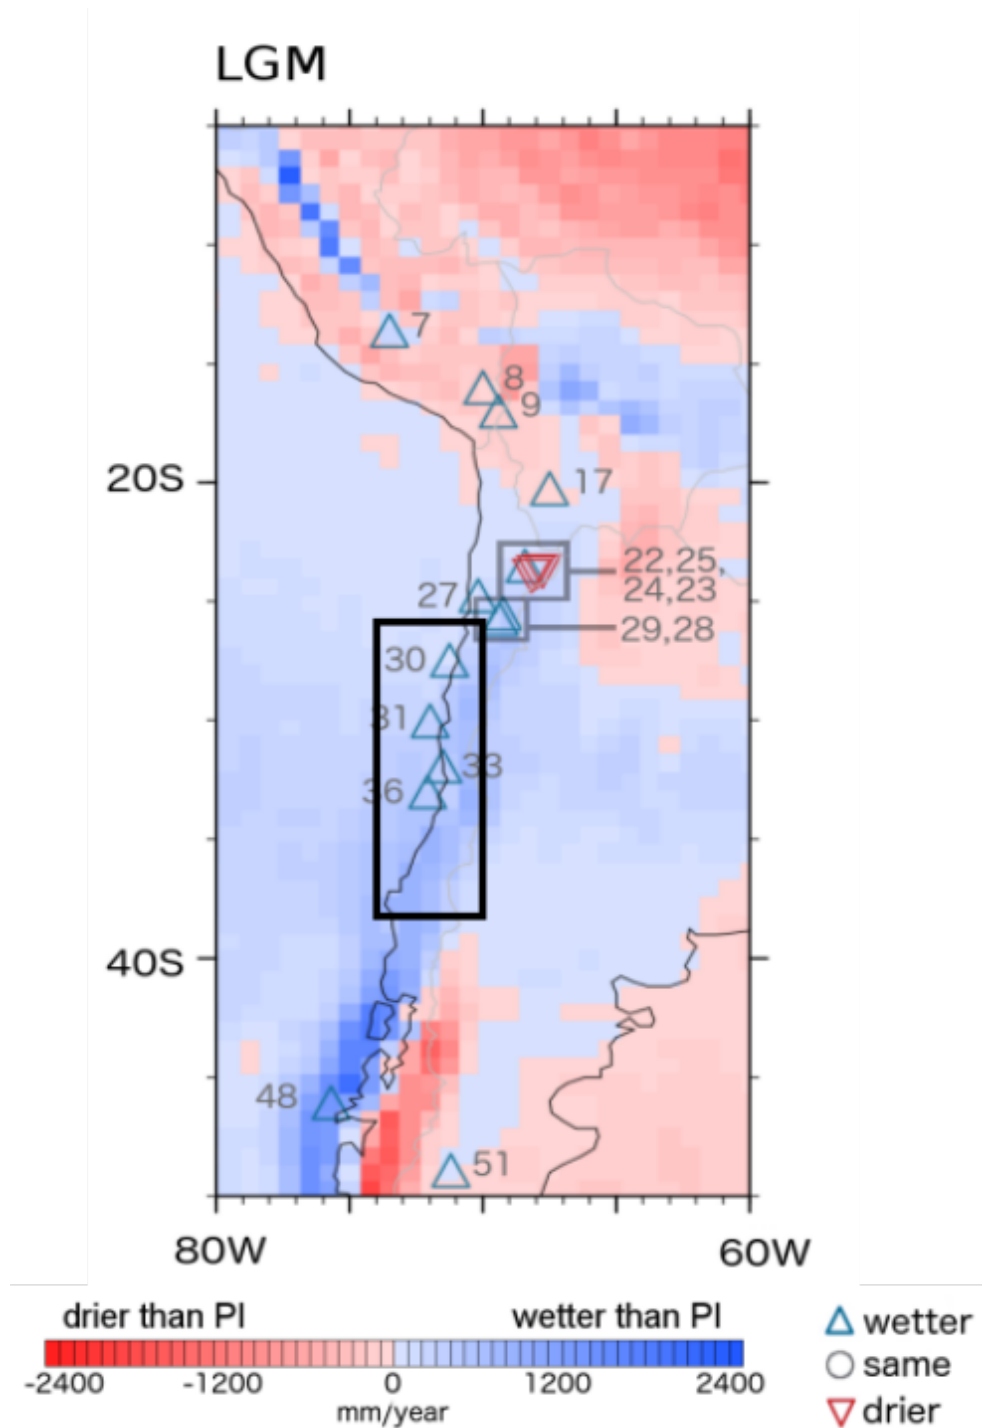 LGM
7
8
9
20S
17
22,25,
24,23
27
29,28
30
31
33
36
40S
48
51
80W
60W
drier than PI
wetter than PI
wetter
same
drier
-2400
-1200
0
1200
2400
mm/year